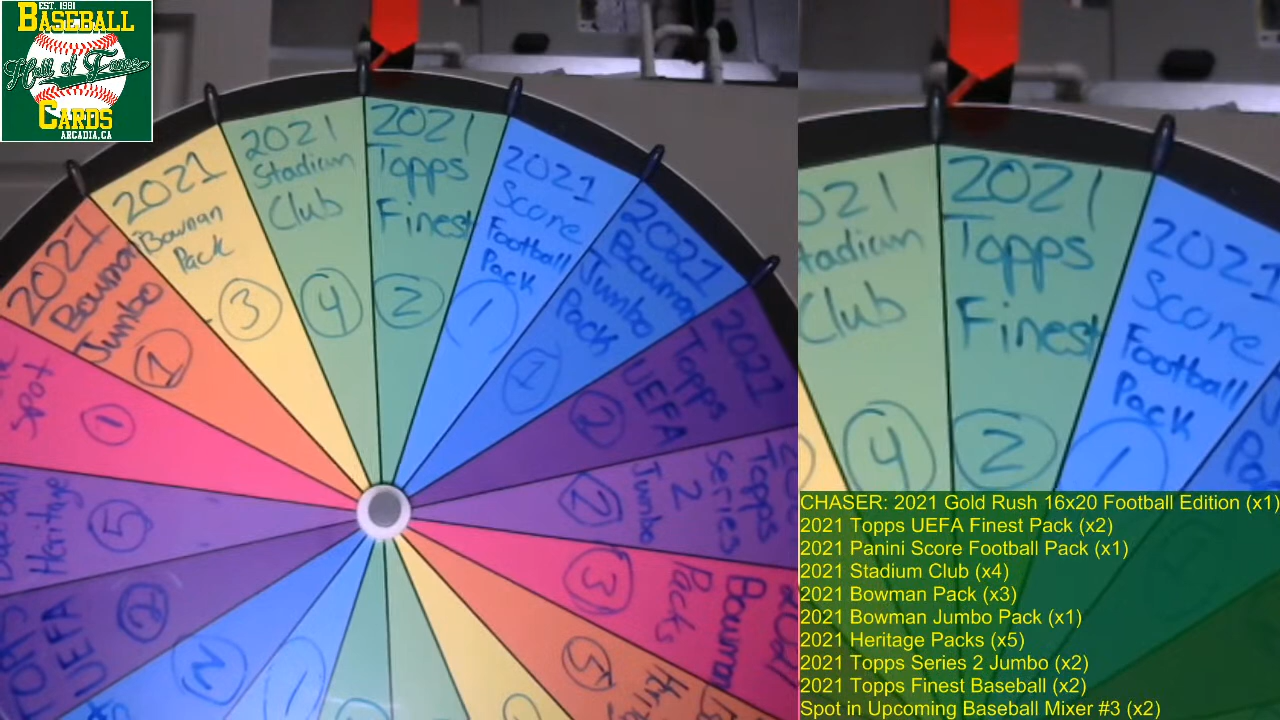 EST. 1981
BASEBALL
Hall of Fame
CARDS
ARCADIA,CA
2021
Bowman
Jumbo
1
2021
Bowman
Pack
3
2021
Stadium
Club
4
2021
Topps
Finest
2
2021
Score
Football
Pack
1
2021
Bowman
Jumbo
Pack
1
2021
Topps
UEFA
2
Topps
Series
2
Jumbo
2
Bowman
Packs
3
5
Spot
1
Heritage
5
TOPPS
UEFA
2
2
1
021
tadium
Club
4
2021
Topps
Finest
2
2021
Score
Football
Pack
1
CHASER: 2021 Gold Rush 16x20 Football Edition (x1)
2021 Topps UEFA Finest Pack (x2)
2021 Panini Score Football Pack (x1)
2021 Stadium Club (x4)
2021 Bowman Pack (x3)
2021 Bowman Jumbo Pack (x1)
2021 Heritage Packs (x5)
2021 Topps Series 2 Jumbo (x2)
2021 Topps Finest Baseball (x2)
Spot in Upcoming Baseball Mixer #3 (x2)